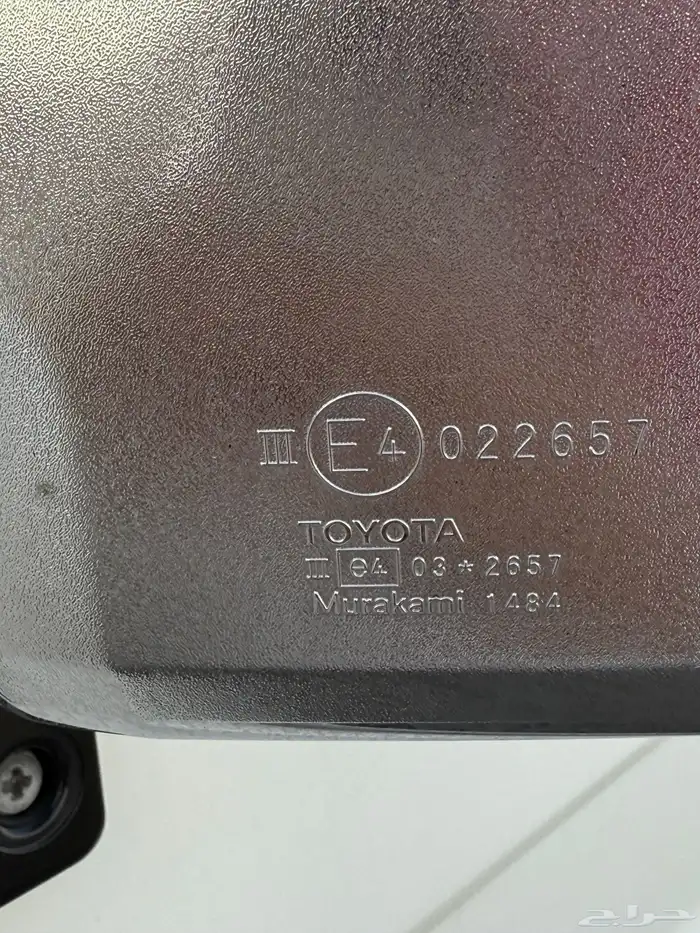 III E4 022657
TOYOTA
III e4 03*2657
Murakami 1484
حراج